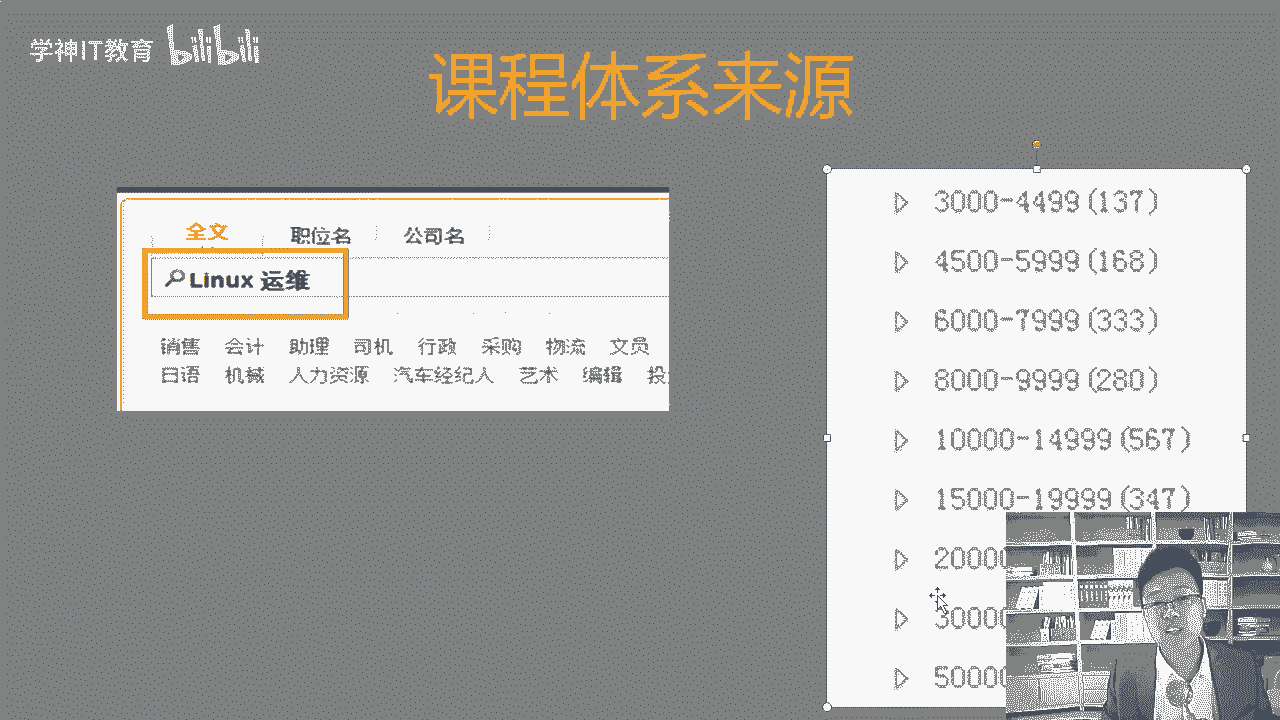 学神IT教育 bilibili
课程体系来源
全文 职位名 公司名
Linux 运维
销售 会计 助理 司机 行政 采购 物流 文员
日语 机械 人力资源 汽车经纪人 艺术 编辑 投
3000-4499(137)
4500-5999(168)
6000-7999(333)
8000-9999(280)
10000-14999(567)
15000-19999(347)
20000
30000
50000